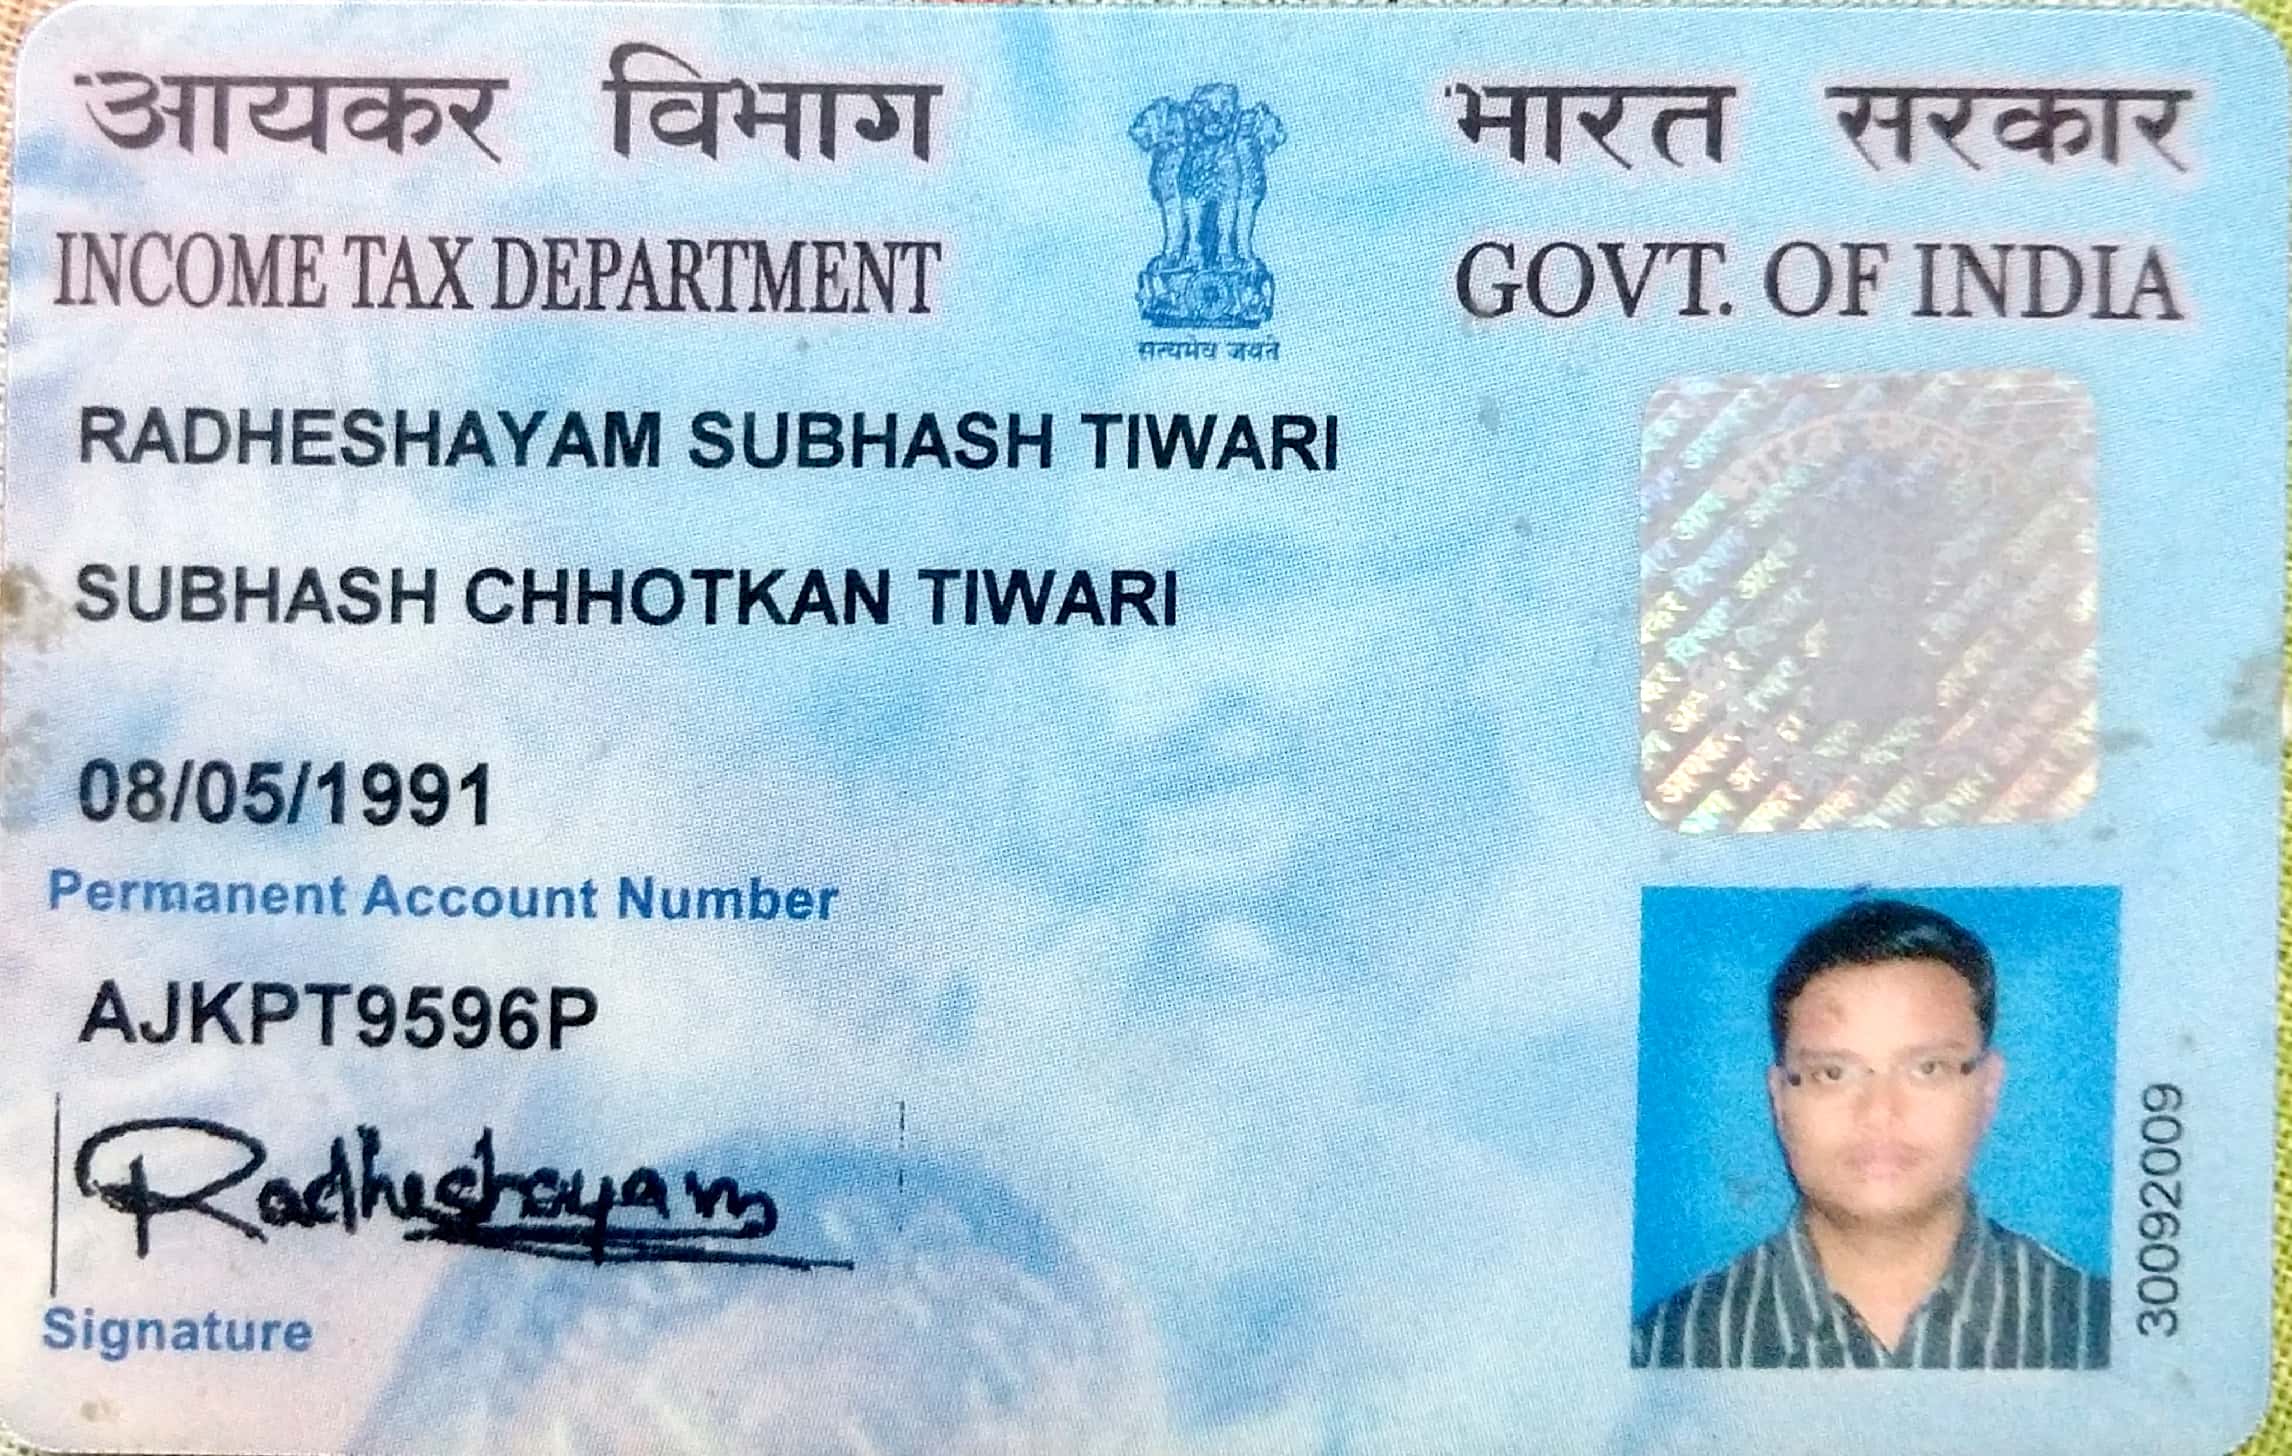 आयकर विभाग
INCOME TAX DEPARTMENT
सत्यमेव जयते
भारत सरकार
GOVT. OF INDIA
RADHESHAYAM SUBHASH TIWARI
SUBHASH CHHOTKAN TIWARI
08/05/1991
Permanent Account Number
AJKPT9596P
Radheshayam
Signature
30092009